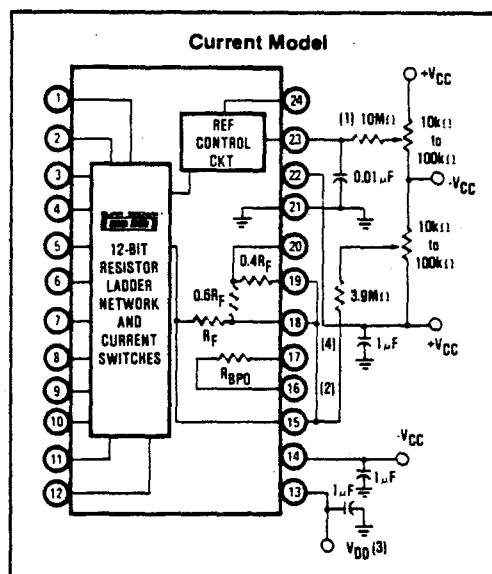 Current Model
+VCC
1
24
REF
CONTROL
CKT
(1) 10MΩ
10kΩ
to
100kΩ
2
23
3
22
0.01μF
-VCC
4
21
10kΩ
to
100kΩ
12-BIT
RESISTOR
LADDER
NETWORK
AND
CURRENT
SWITCHES
5
20
0.4RF
6
19
0.6RF
3.9MΩ
7
RF
18
(4)
1μF
+VCC
8
17
RBPO
9
16
(2)
10
15
11
14
-VCC
1μF
12
13
1μF
VDD (3)